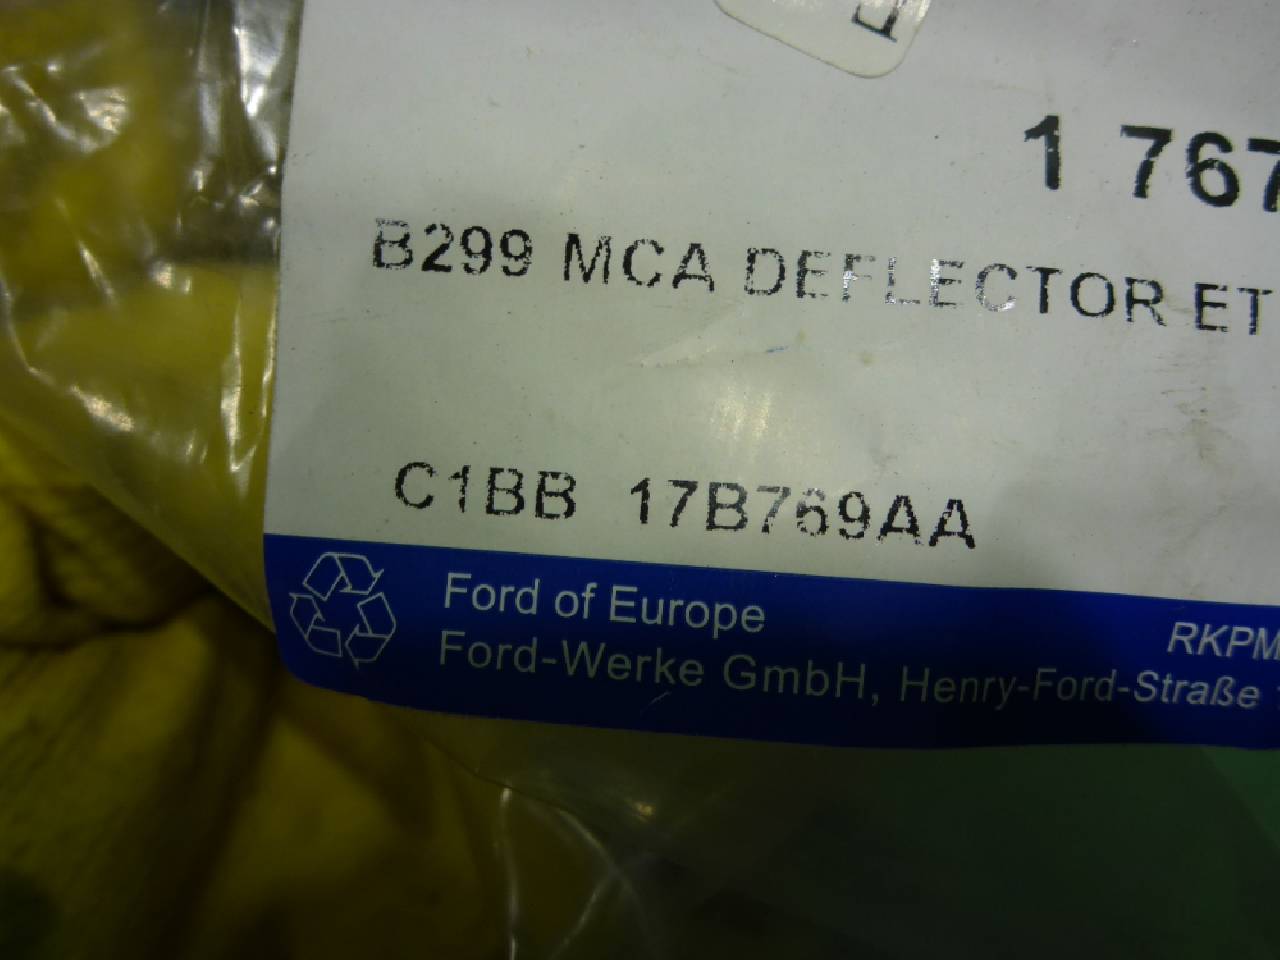 1 767
B299 MCA DEFLECTOR ET
C1BB 17B769AA
Ford of Europe
RKPM
Ford-Werke GmbH, Henry-Ford-Straße